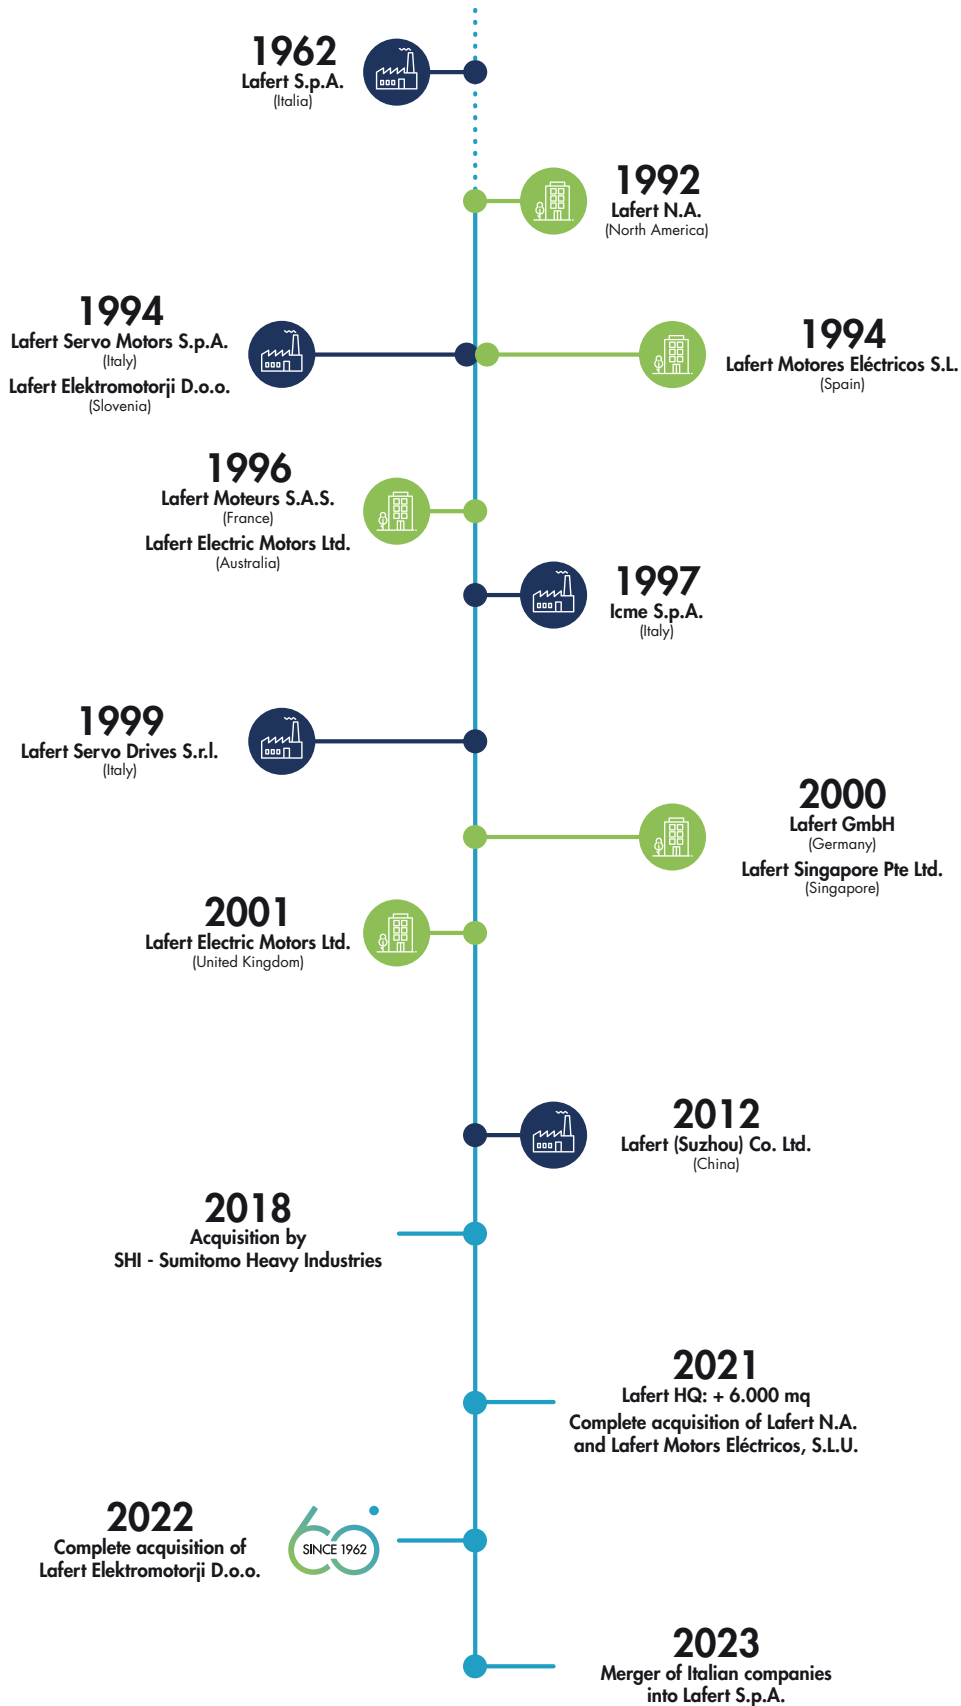 1962
Lafert S.p.A.
(Italia)
1992
Lafert N.A.
(North America)
1994
Lafert Servo Motors S.p.A.
(Italy)
Lafert Elektromotorji D.o.o.
(Slovenia)
1994
Lafert Motores Eléctricos S.L.
(Spain)
1996
Lafert Moteurs S.A.S.
(France)
Lafert Electric Motors Ltd.
(Australia)
1997
Icme S.p.A.
(Italy)
1999
Lafert Servo Drives S.r.l.
(Italy)
2000
Lafert GmbH
(Germany)
Lafert Singapore Pte Ltd.
(Singapore)
2001
Lafert Electric Motors Ltd.
(United Kingdom)
2012
Lafert (Suzhou) Co. Ltd.
(China)
2018
Acquisition by
SHI - Sumitomo Heavy Industries
2021
Lafert HQ: + 6.000 mq
Complete acquisition of Lafert N.A.
and Lafert Motors Eléctricos, S.L.U.
2022
Complete acquisition of
Lafert Elektromotorji D.o.o.
60
SINCE 1962
2023
Merger of Italian companies
into Lafert S.p.A.